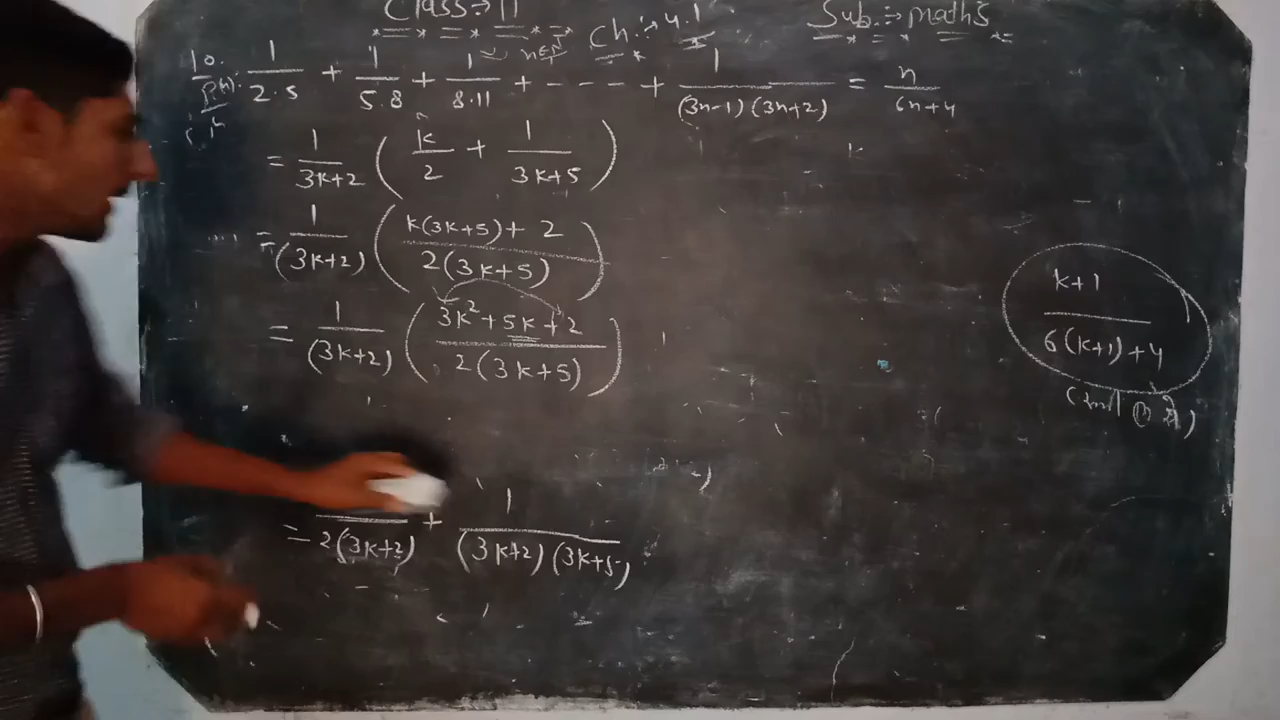 Class:- 11
Ch:- 4.1
Sub.:- maths
n∈N
10. P(n): 1/2.5 + 1/5.8 + 1/8.11 + - - - - + 1/(3n-1)(3n+2) = n/6n+4
= 1/3k+2 ( k/2 + 1/3k+5 )
= 1/(3k+2) ( k(3k+5)+2 / 2(3k+5) )
= 1/(3k+2) ( 3k²+5k+2 / 2(3k+5) )
k+1 / 6(k+1)+4
= /2(3k+2) + 1/(3k+2)(3k+5)